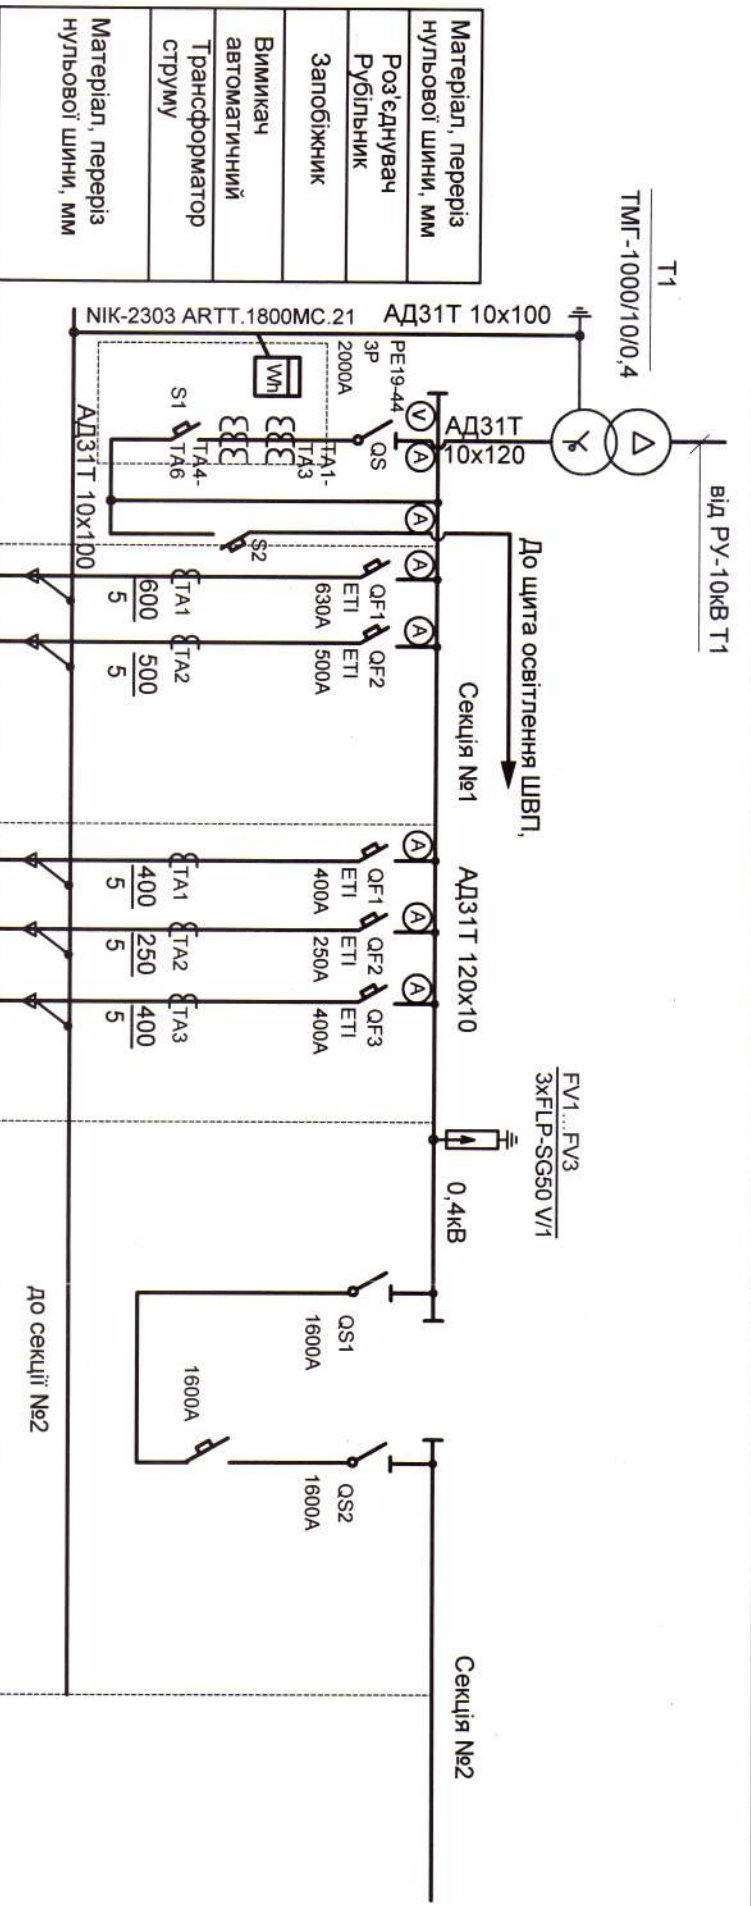 Т1
ТМГ-1000/10/0,4
від РУ-10кВ Т1
Матеріал, переріз
нульової шини, мм
Роз'єднувач
Рубільник
Запобіжник
Вимикач
автоматичний
Трансформатор
струму
Матеріал, переріз
нульової шини, мм
АД31Т 10х100
АД31Т
10х120
V
A
A
A
A
PE19-44
3P
2000A
QS
NIK-2303 ARTT.1800MC.21
Wh
TA1-
TA3
TA4-
TA6
S1
S2
АД31Т 10х100
До щита освітлення ШВП,
QF1
ETI
630A
TA1
600
5
QF2
ETI
500A
TA2
500
5
Секція №1
АД31Т 120х10
A
A
A
QF1
ETI
400A
TA1
400
5
QF2
ETI
250A
TA2
250
5
QF3
ETI
400A
TA3
400
5
FV1...FV3
3xFLP-SG50 V/1
0,4кВ
QS1
1600A
1600A
QS2
1600A
до секції №2
Секція №2